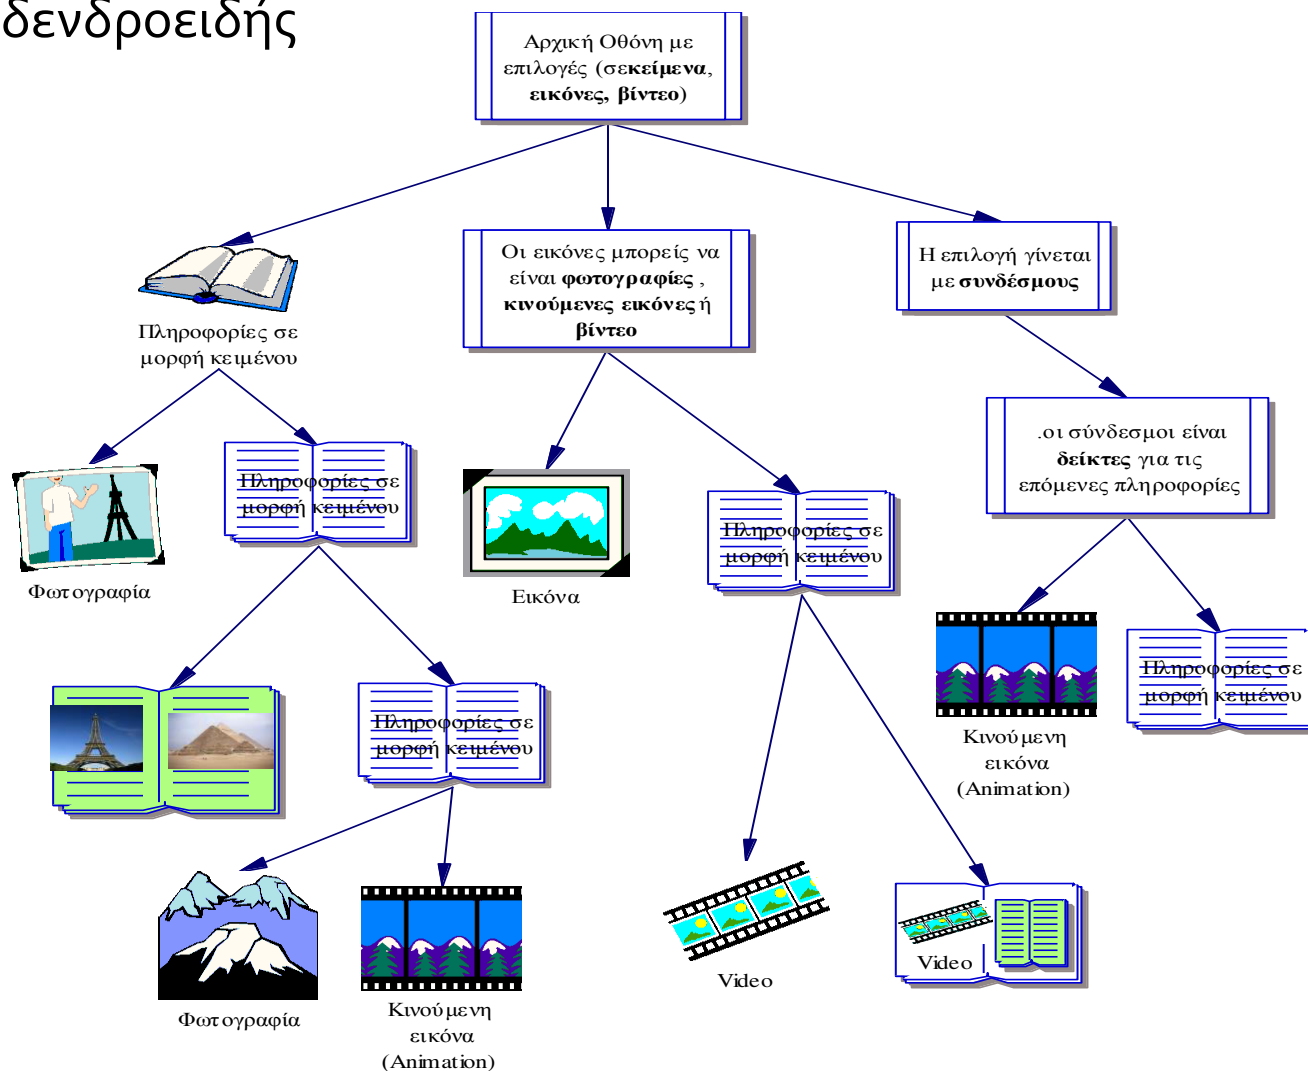 δενδροειδής
Αρχική Οθόνη με
επιλογές (σεκείμενα,
εικόνες, βίντεο)
Πληροφορίες σε
μορφή κειμένου
Οι εικόνες μπορείς να
είναι φωτογραφίες ,
κινούμενες εικόνες ή
βίντεο
Η επιλογή γίνεται
με συνδέσμους
.οι σύνδεσμοι είναι
δείκτες για τις
επόμενες πληροφορίες
Φωτογραφία
Πληροφορίες σε
μορφή κειμένου
Εικόνα
Πληροφορίες σε
μορφή κειμένου
Κινούμενη
εικόνα
(Animation)
Πληροφορίες σε
μορφή κειμένου
Πληροφορίες σε
μορφή κειμένου
Φωτογραφία
Κινούμενη
εικόνα
(Animation)
Video
Video